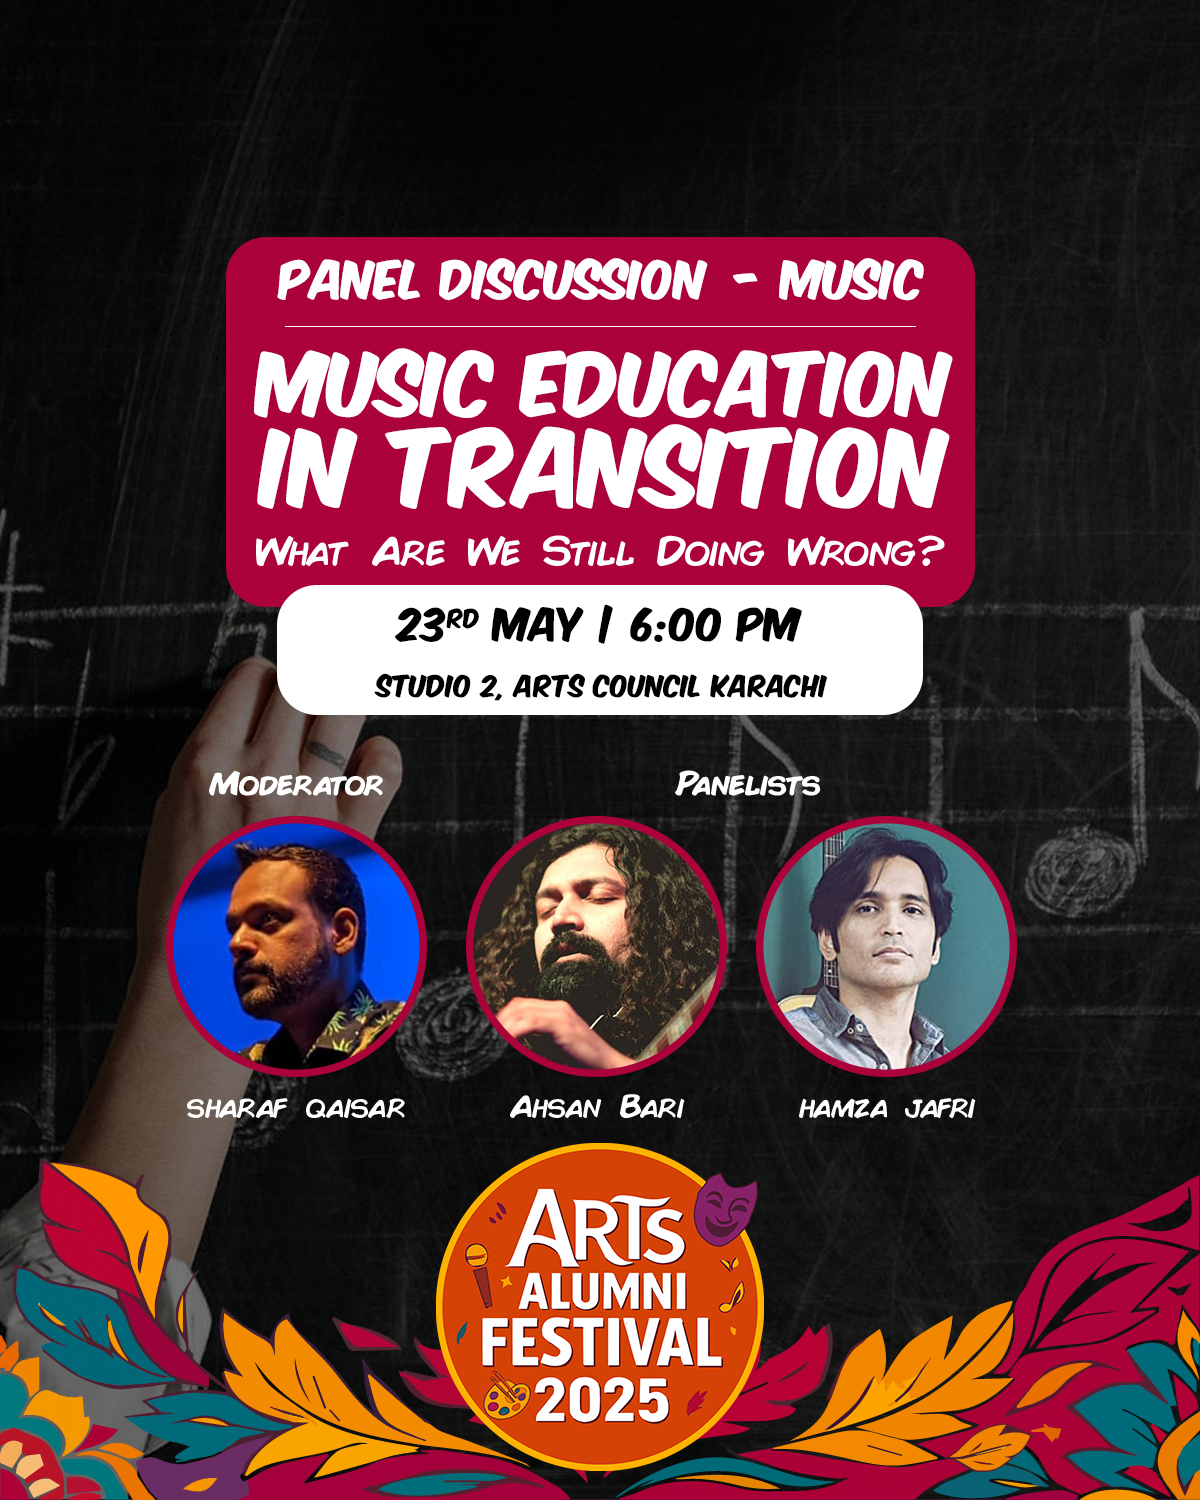 PANEL DISCUSSION - MUSIC
MUSIC EDUCATION
IN TRANSITION
What Are We Still Doing Wrong?
23RD MAY | 6:00 PM
STUDIO 2, ARTS COUNCIL KARACHI
Moderator
Panelists
SHARAF QAISAR
Ahsan Bari
HAMZA JAFRI
ARTS
ALUMNI
FESTIVAL
2025